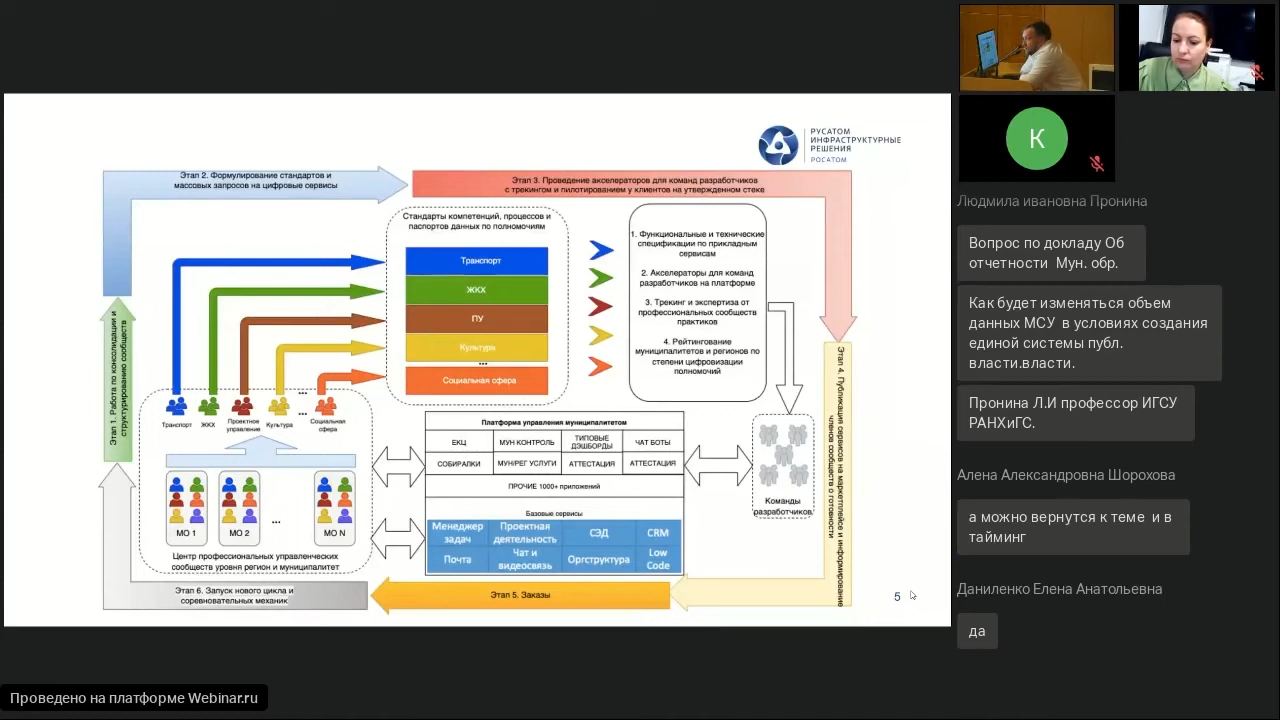 РУСАТОМ
ИНФРАСТРУКТУРНЫЕ
РЕШЕНИЯ
РОСАТОМ
Этап 2. Формулирование стандартов и
массовых запросов на цифровые сервисы
Этап 3. Проведение акселераторов для команд разработчиков
с трекингом и пилотированием у клиентов на утвержденном стеке
Стандарты компетенций, процессов и
паспортов данных по полномочиям
Транспорт
ЖКХ
ПУ
Культура
...
Социальная сфера
1. Функциональные и технические
спецификации по прикладным
сервисам
2. Акселераторы для команд
разработчиков на платформе
3. Трекинг и экспертиза от
профессиональных сообществ
практиков
4. Рейтингование
муниципалитетов и регионов по
степени цифровизации
полномочий
Этап 1. Работа по консолидации и
структурированию сообществ
...
...
Транспорт
ЖКХ
Проектное
управление
Культура
Социальная
сфера
МО 1
МО 2
...
МО N
Центр профессиональных управленческих
сообществ уровня регион и муниципалитет
Платформа управления муниципалитетом
ЕКЦ
МУН КОНТРОЛЬ
ТИПОВЫЕ
ДЭШБОРДЫ
ЧАТ БОТЫ
СОБИРАЛКИ
МУН/РЕГ УСЛУГИ
АТТЕСТАЦИЯ
АТТЕСТАЦИЯ
ПРОЧИЕ 1000+ приложений
Базовые сервисы
Менеджер
задач
Проектная
деятельность
СЭД
CRM
Почта
Чат и
видеосвязь
Оргструктура
Low
Code
Команды
разработчиков
Этап 4. Публикация сервисов на маркетплейсе и информирование
членов сообществ о готовности
Этап 5. Заказы
Этап 6. Запуск нового цикла и
соревновательных механик
5
К
Людмила ивановна Пронина
Вопрос по докладу Об
отчетности Мун. обр.
Как будет изменяться объем
данных МСУ в условиях создания
единой системы публ.
власти.власти.
Пронина Л.И профессор ИГСУ
РАНХиГС.
Алена Александровна Шорохова
а можно вернутся к теме и в
тайминг
Даниленко Елена Анатольевна
да
Проведено на платформе Webinar.ru